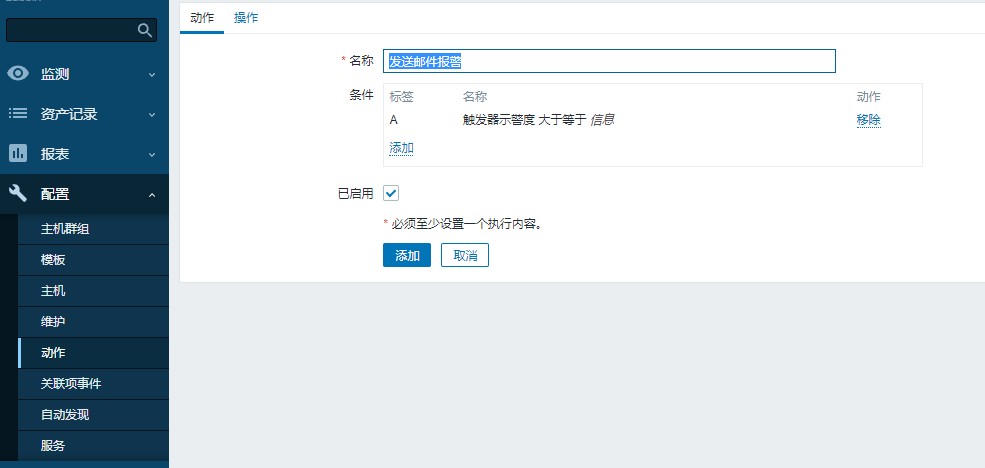 监测
资产记录
报表
配置
主机群组
模板
主机
维护
动作
关联项事件
自动发现
服务
动作 操作
* 名称 发送邮件报警
条件 标签 名称 动作
A 触发器示警度 大于等于 信息 移除
添加
已启用
* 必须至少设置一个执行内容。
添加 取消